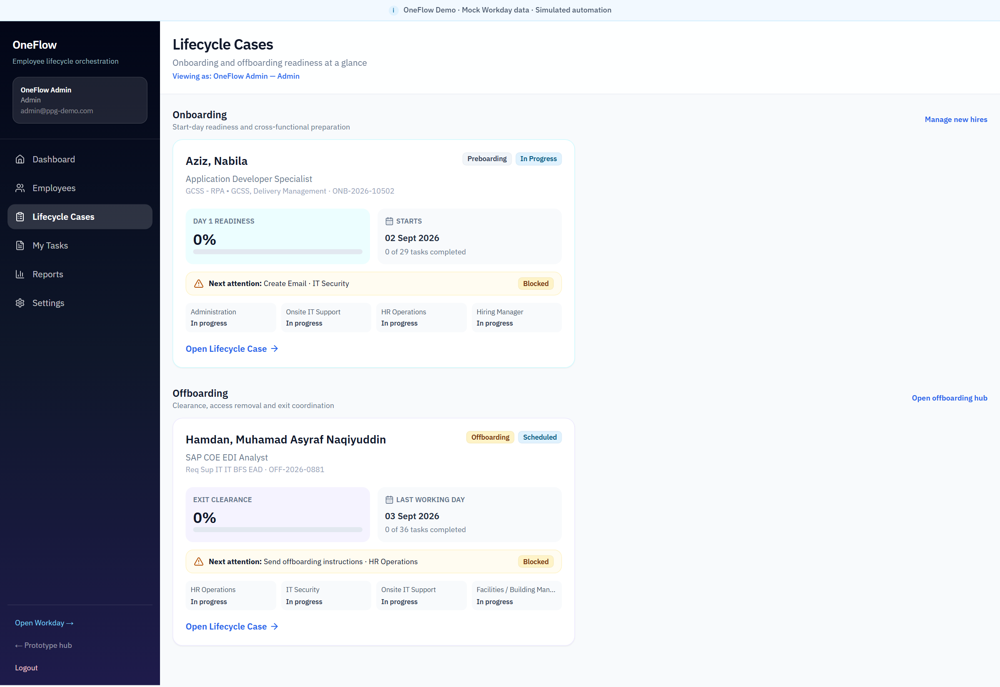 i OneFlow Demo · Mock Workday data · Simulated automation
OneFlow
Employee lifecycle orchestration
OneFlow Admin
Admin
admin@ppg-demo.com
Dashboard
Employees
Lifecycle Cases
My Tasks
Reports
Settings
Open Workday →
← Prototype hub
Logout
Lifecycle Cases
Onboarding and offboarding readiness at a glance
Viewing as: OneFlow Admin — Admin
Onboarding
Start-day readiness and cross-functional preparation
Manage new hires
Aziz, Nabila
Preboarding In Progress
Application Developer Specialist
GCSS - RPA • GCSS, Delivery Management · ONB-2026-10502
DAY 1 READINESS
0%
STARTS
02 Sept 2026
0 of 29 tasks completed
Next attention: Create Email · IT Security Blocked
Administration
In progress
Onsite IT Support
In progress
HR Operations
In progress
Hiring Manager
In progress
Open Lifecycle Case →
Offboarding
Clearance, access removal and exit coordination
Open offboarding hub
Hamdan, Muhamad Asyraf Naqiyuddin
Offboarding Scheduled
SAP COE EDI Analyst
Req Sup IT IT BFS EAD · OFF-2026-0881
EXIT CLEARANCE
0%
LAST WORKING DAY
03 Sept 2026
0 of 36 tasks completed
Next attention: Send offboarding instructions · HR Operations Blocked
HR Operations
In progress
IT Security
In progress
Onsite IT Support
In progress
Facilities / Building Man...
In progress
Open Lifecycle Case →